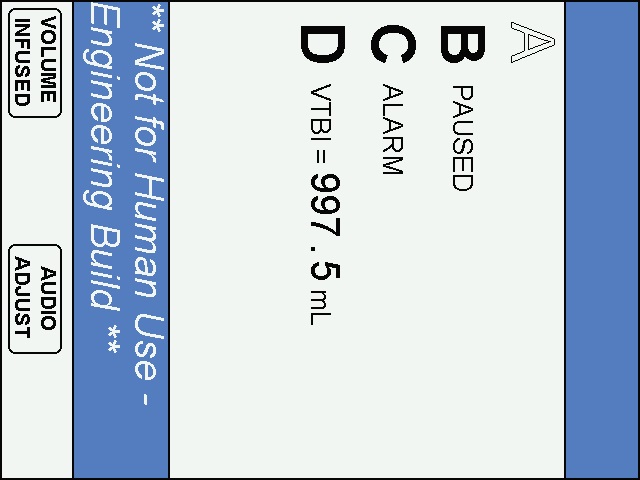 A
B PAUSED
C ALARM
D VTBI = 997.5 mL
** Not for Human Use -
Engineering Build **
VOLUME
INFUSED
AUDIO
ADJUST